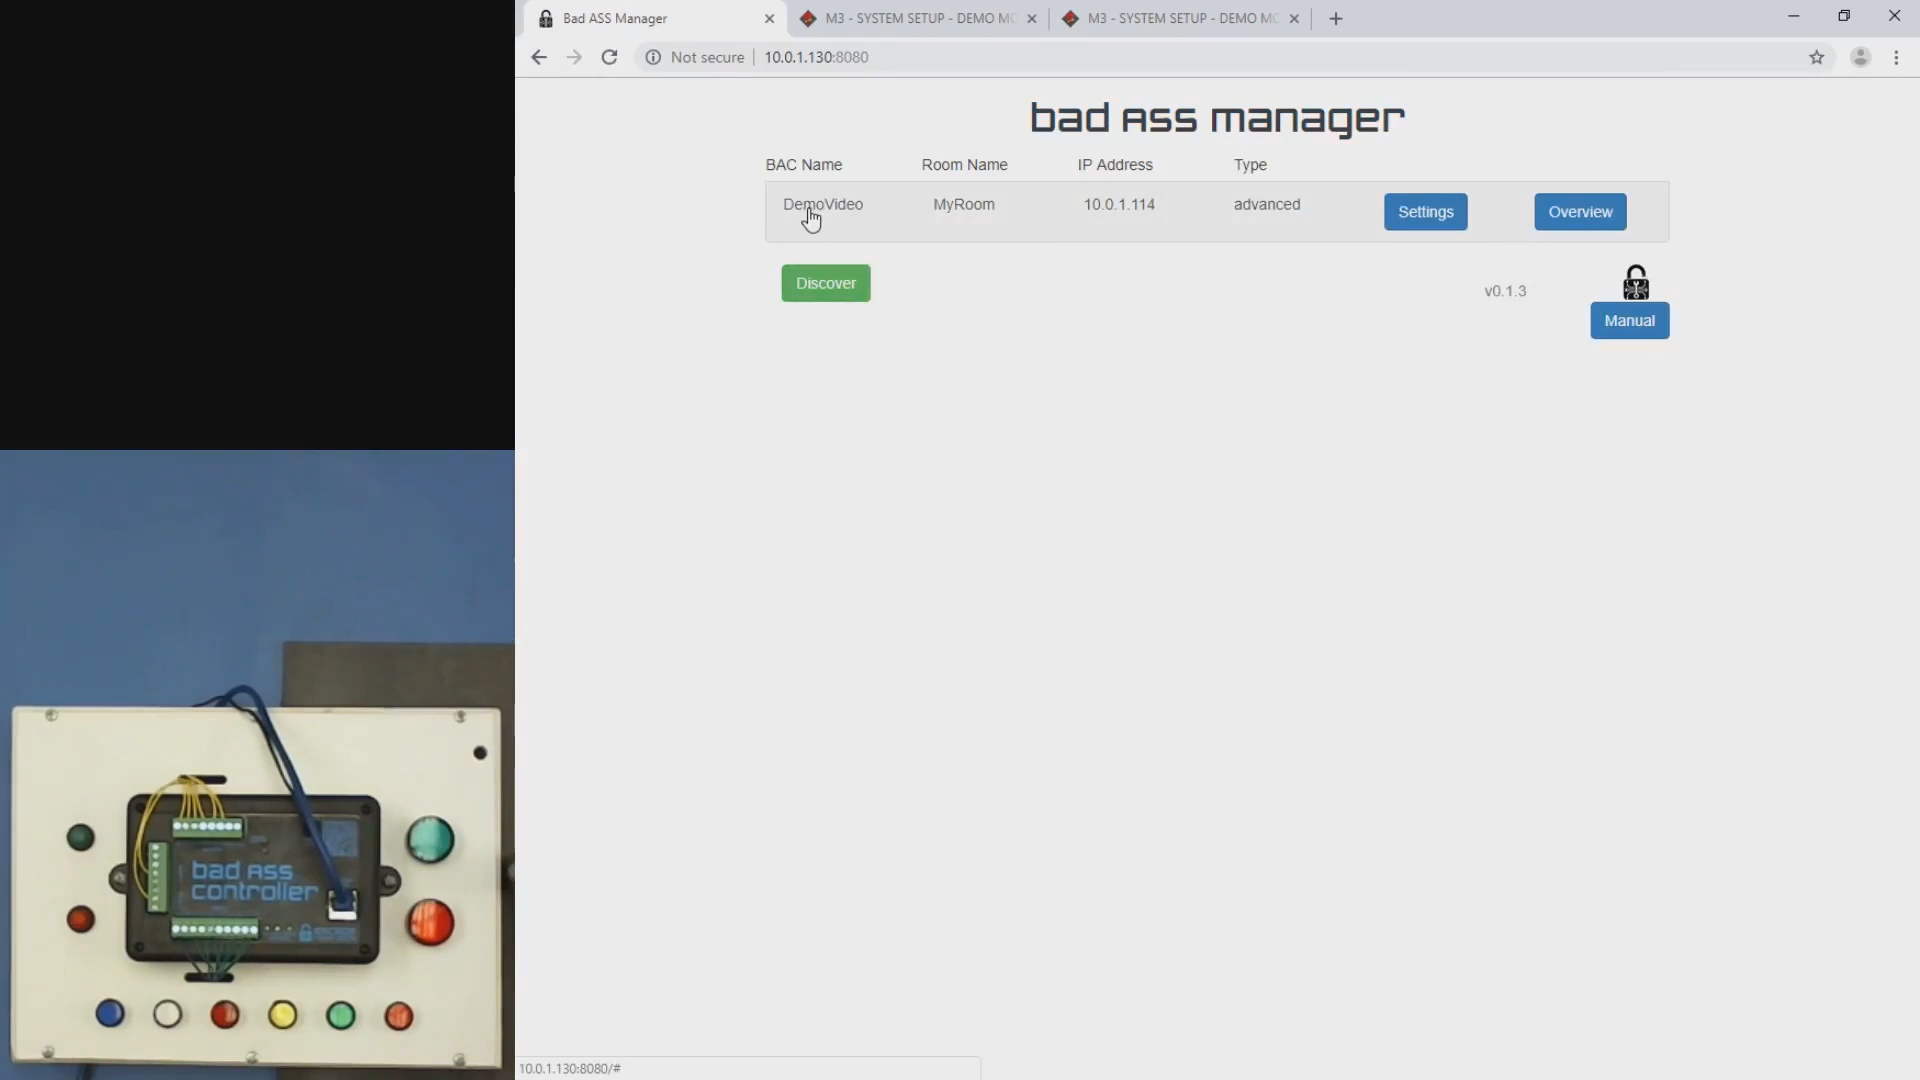 Bad ASS Manager
M3 - SYSTEM SETUP - DEMO MO
M3 - SYSTEM SETUP - DEMO MO
Not secure
10.0.1.130:8080
bad ASS manager
BAC Name
Room Name
IP Address
Type
DemoVideo
MyRoom
10.0.1.114
advanced
Settings
Overview
Discover
v0.1.3
Manual
bad ASS
controller
10.0.1.130:8080/#